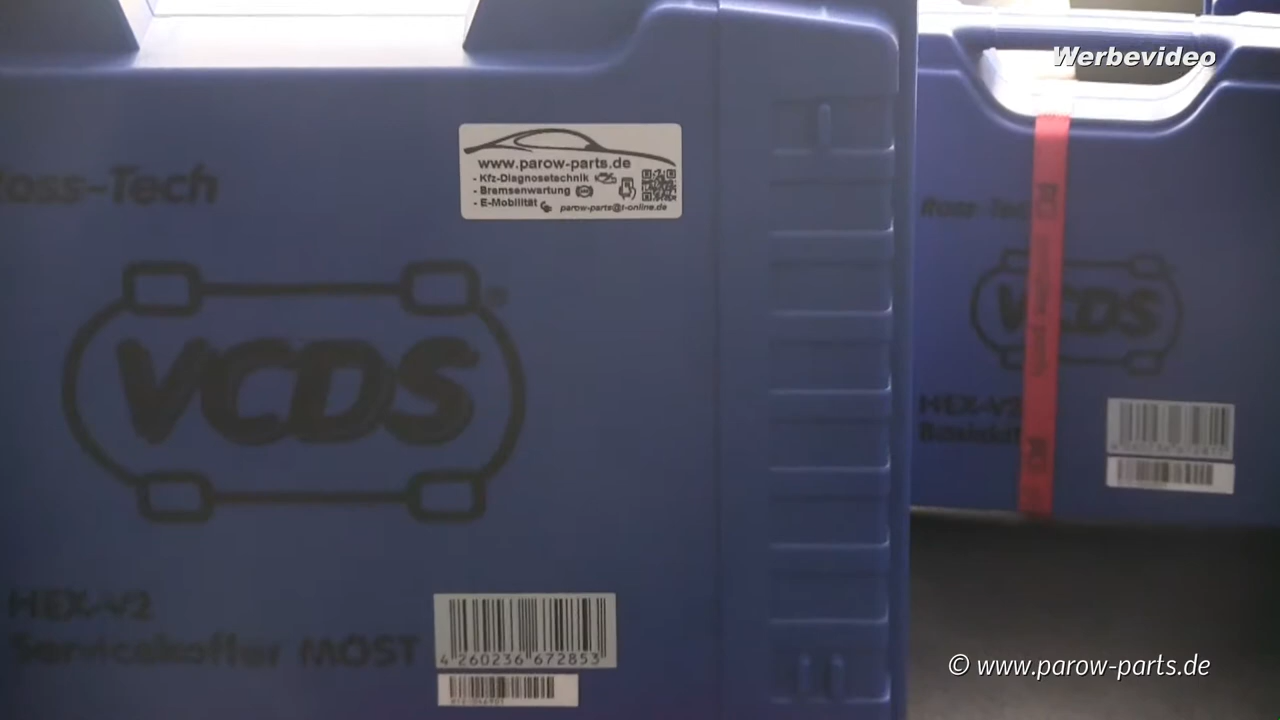 Werbevideo
www.parow-parts.de
- Kfz-Diagnosetechnik
- Bremsenwartung
- E-Mobilität
parow-parts@t-online.de
Ross-Tech
VCDS
HEX-V2
Servicekoffer MOST
4 260236 672853
Ross-Tech
VCDS
HEX-V2
© www.parow-parts.de